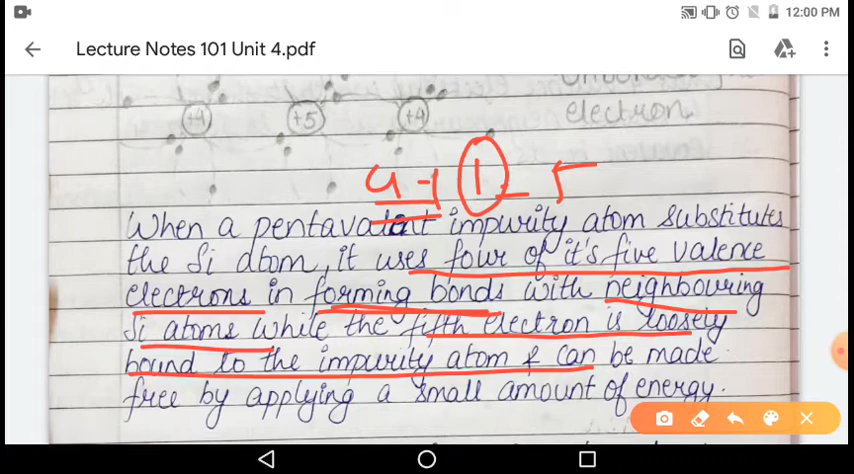 12:00 PM
Lecture Notes 101 Unit 4.pdf
+4 +5 +4
electron
4 - 1 1 - 5
When a pentavalent impurity atom substitutes
the Si atom, it uses four of it's five valence
electrons in forming bonds with neighbouring
Si atoms while the fifth electron is loosely
bound to the impurity atom & can be made
free by applying a small amount of energy.